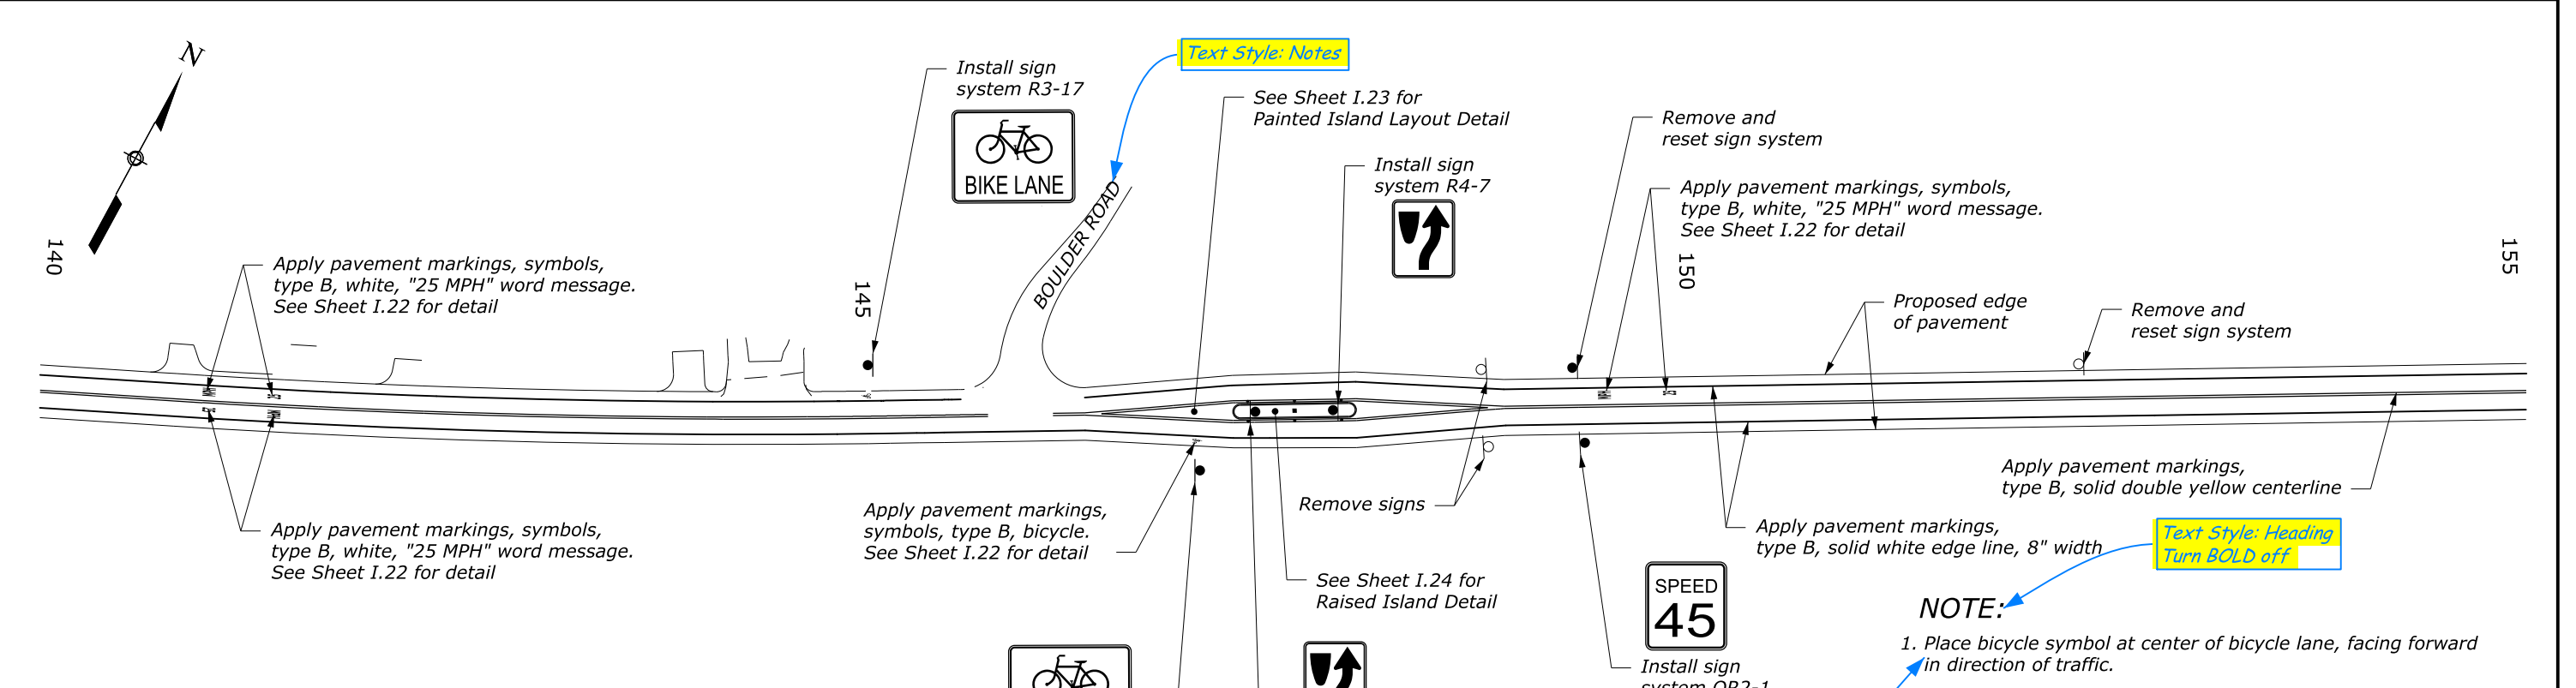 N
Install sign
system R3-17
BIKE LANE
Text Style: Notes
See Sheet I.23 for
Painted Island Layout Detail
Install sign
system R4-7
Remove and
reset sign system
Apply pavement markings, symbols,
type B, white, "25 MPH" word message.
See Sheet I.22 for detail
140
145
150
155
BOULDER ROAD
Apply pavement markings, symbols,
type B, white, "25 MPH" word message.
See Sheet I.22 for detail
Proposed edge
of pavement
Remove and
reset sign system
Apply pavement markings, symbols,
type B, white, "25 MPH" word message.
See Sheet I.22 for detail
Apply pavement markings,
symbols, type B, bicycle.
See Sheet I.22 for detail
Remove signs
See Sheet I.24 for
Raised Island Detail
Apply pavement markings,
type B, solid double yellow centerline
Apply pavement markings,
type B, solid white edge line, 8" width
Text Style: Heading
Turn BOLD off
SPEED
45
Install sign
system OR2-1
NOTE:
1. Place bicycle symbol at center of bicycle lane, facing forward
in direction of traffic.